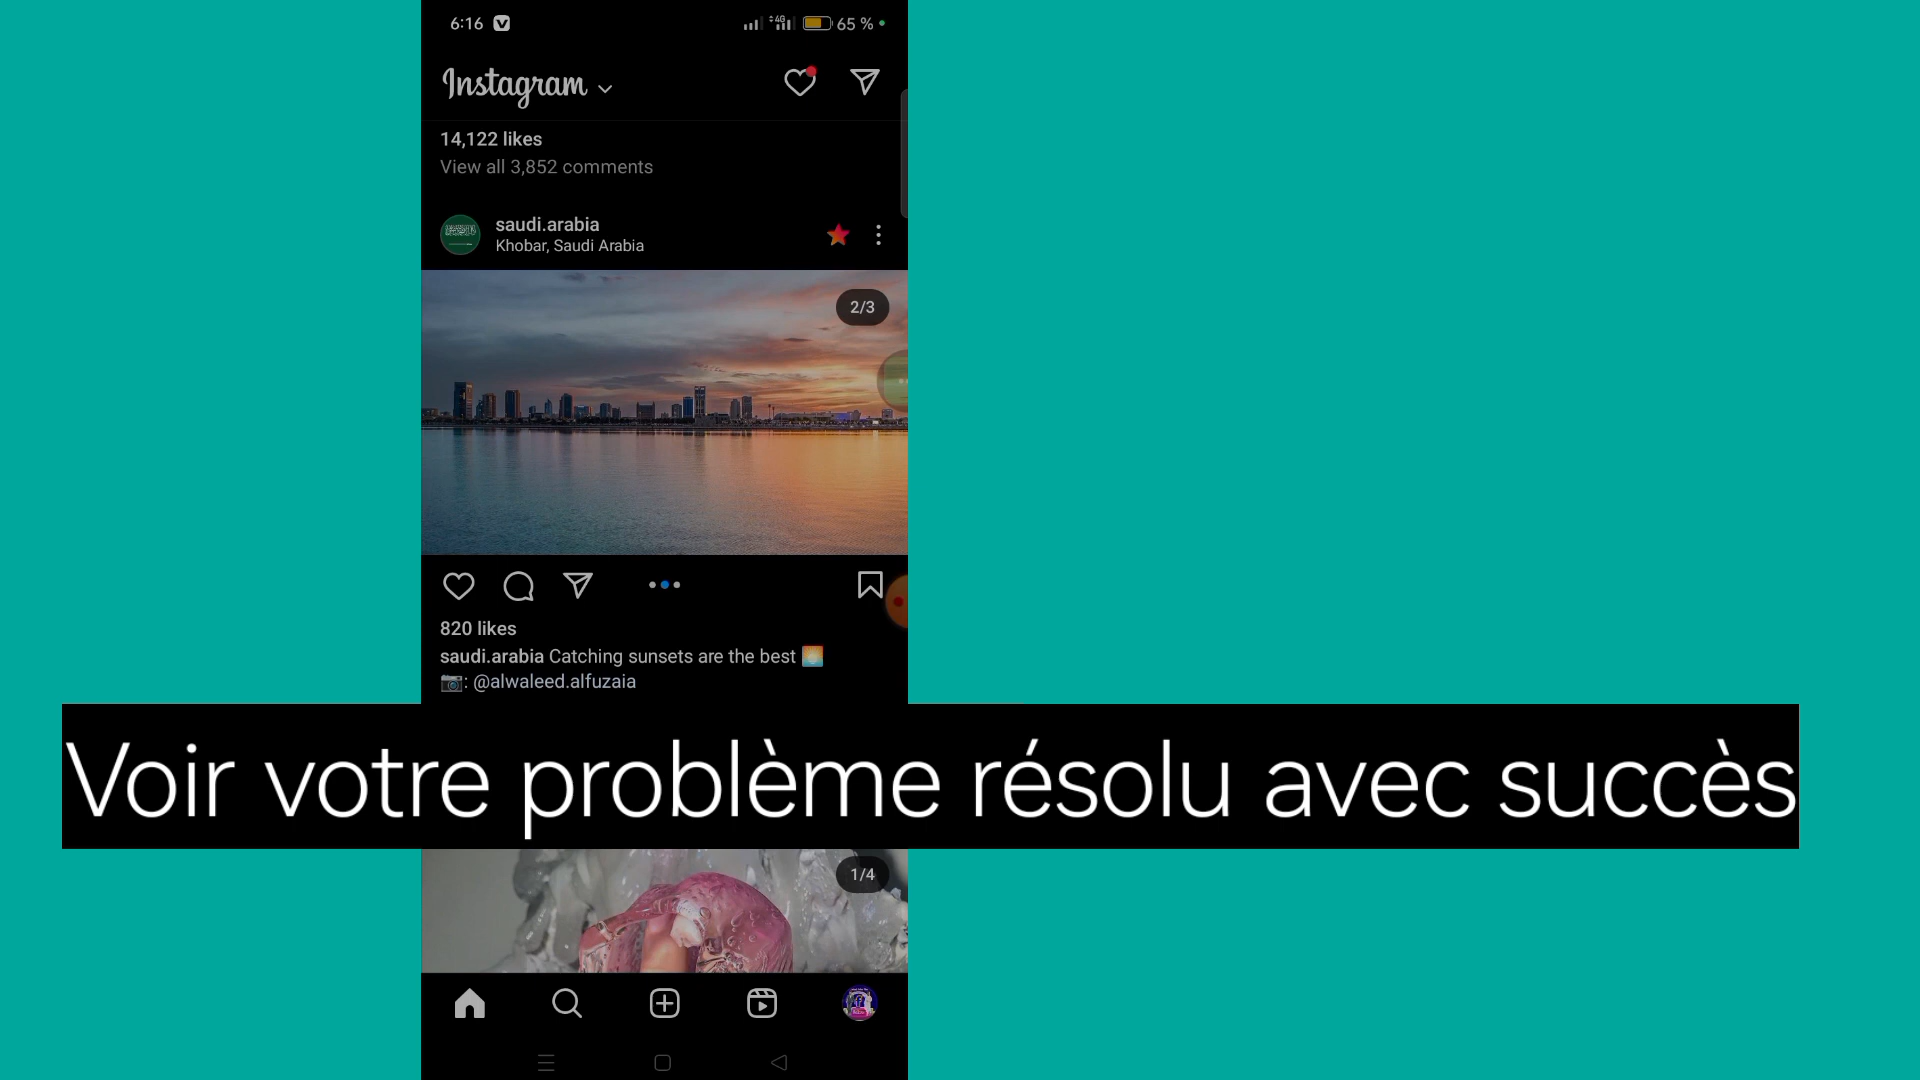 6:16
4G 65 %
Instagram
14,122 likes
View all 3,852 comments
saudi.arabia
Khobar, Saudi Arabia
2/3
820 likes
saudi.arabia Catching sunsets are the best 🌅
📷: @alwaleed.alfuzaia
Voir votre problème résolu avec succès
1/4